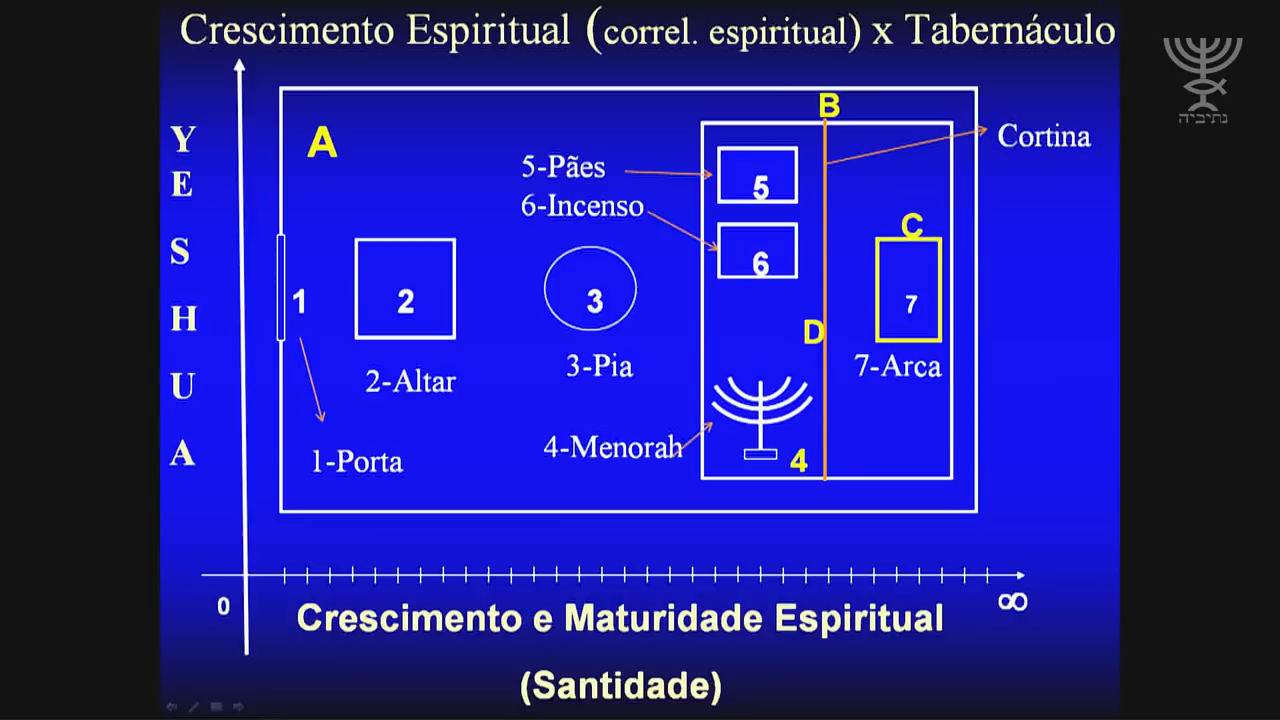 Crescimento Espiritual (correl. espiritual) x Tabernáculo
נתיביה
Y
E
S
H
U
A
A
B
Cortina
5-Pães
6-Incenso
5
6
C
7
1
2
3
D
2-Altar
3-Pia
7-Arca
4-Menorah
4
1-Porta
0
∞
Crescimento e Maturidade Espiritual
(Santidade)